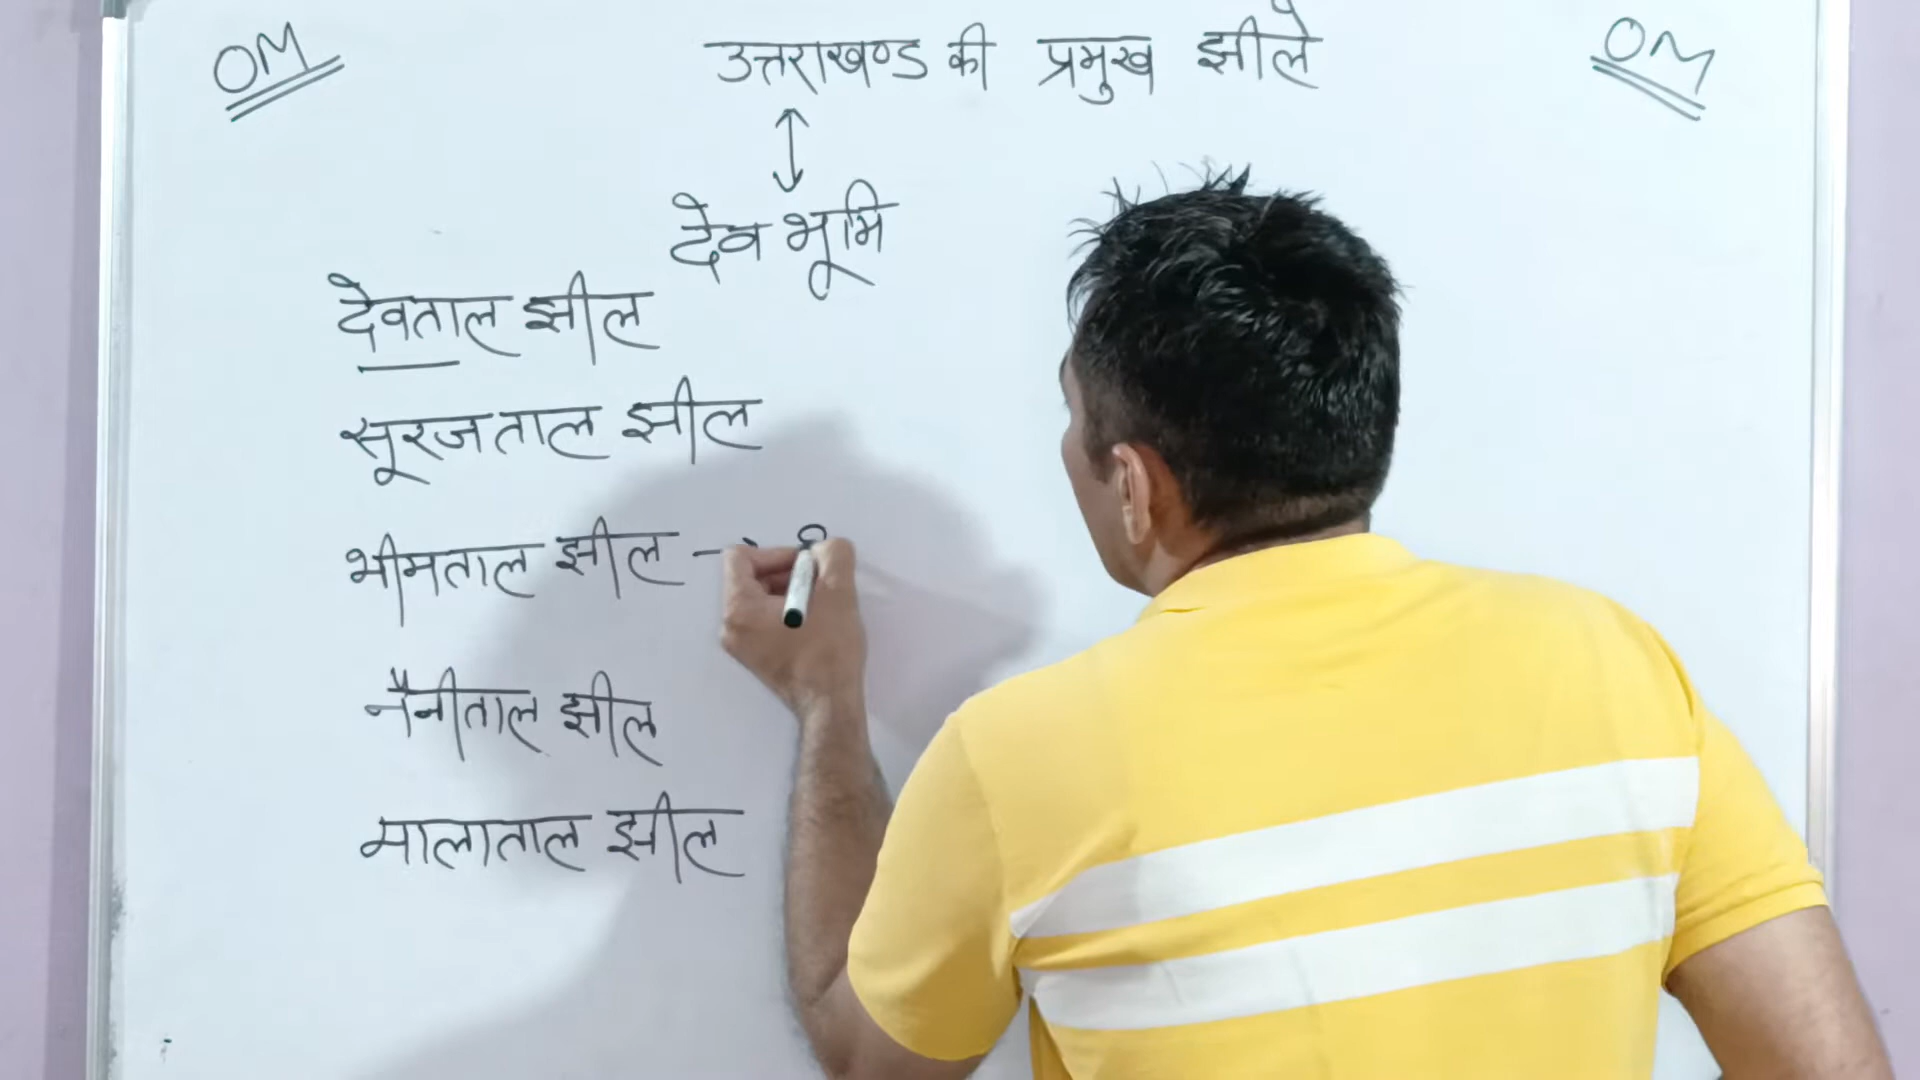 OM
उत्तराखण्ड की प्रमुख झीले
OM
देव भूमि
देवताल झील
सूरजताल झील
भीमताल झील
नैनीताल झील
मालाताल झील